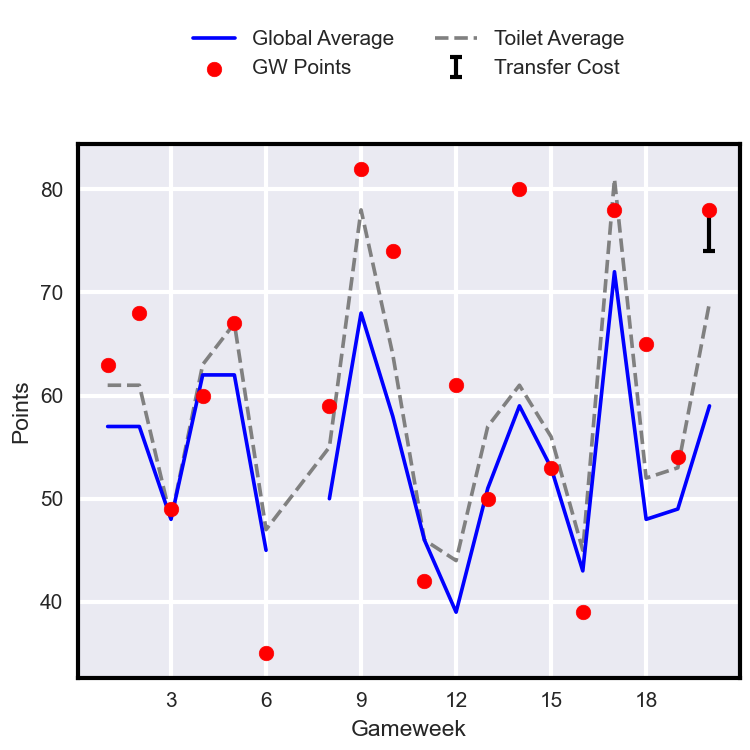 Global Average
GW Points
Toilet Average
Transfer Cost
80
70
60
50
40
Points
3 6 9 12 15 18
Gameweek